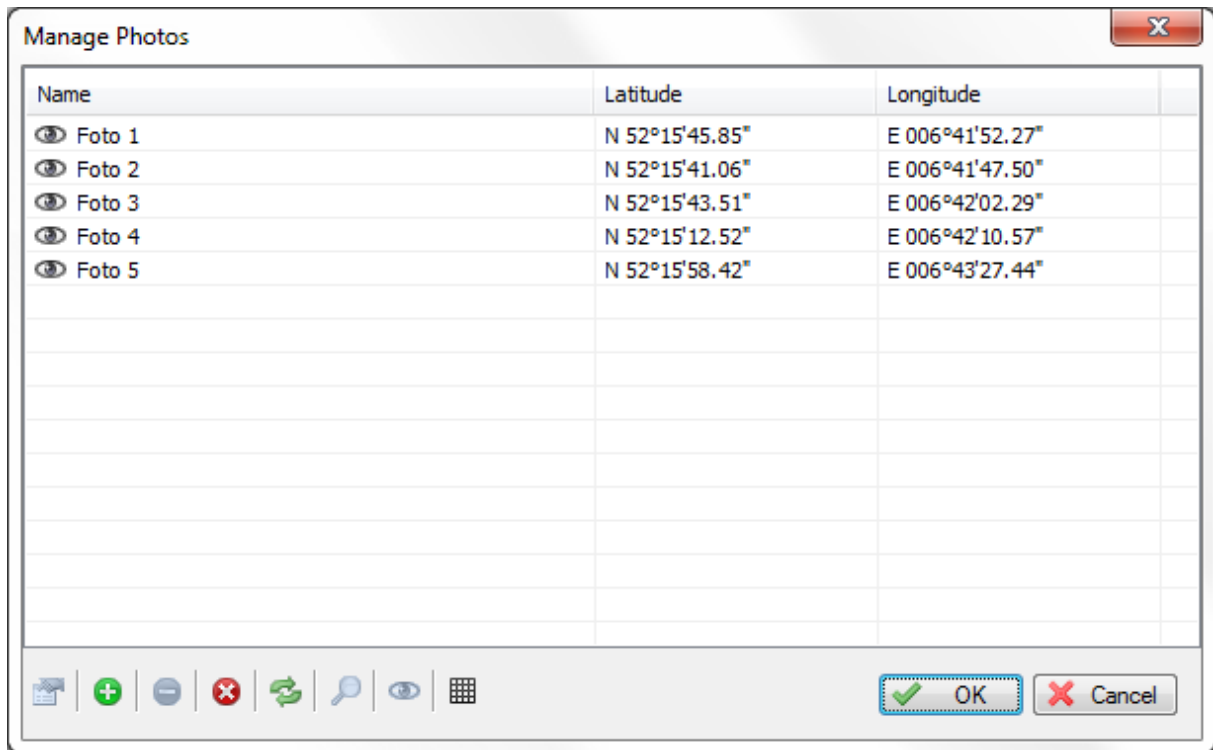 Manage Photos
Name Latitude Longitude
Foto 1 N 52°15'45.85" E 006°41'52.27"
Foto 2 N 52°15'41.06" E 006°41'47.50"
Foto 3 N 52°15'43.51" E 006°42'02.29"
Foto 4 N 52°15'12.52" E 006°42'10.57"
Foto 5 N 52°15'58.42" E 006°43'27.44"
OK Cancel